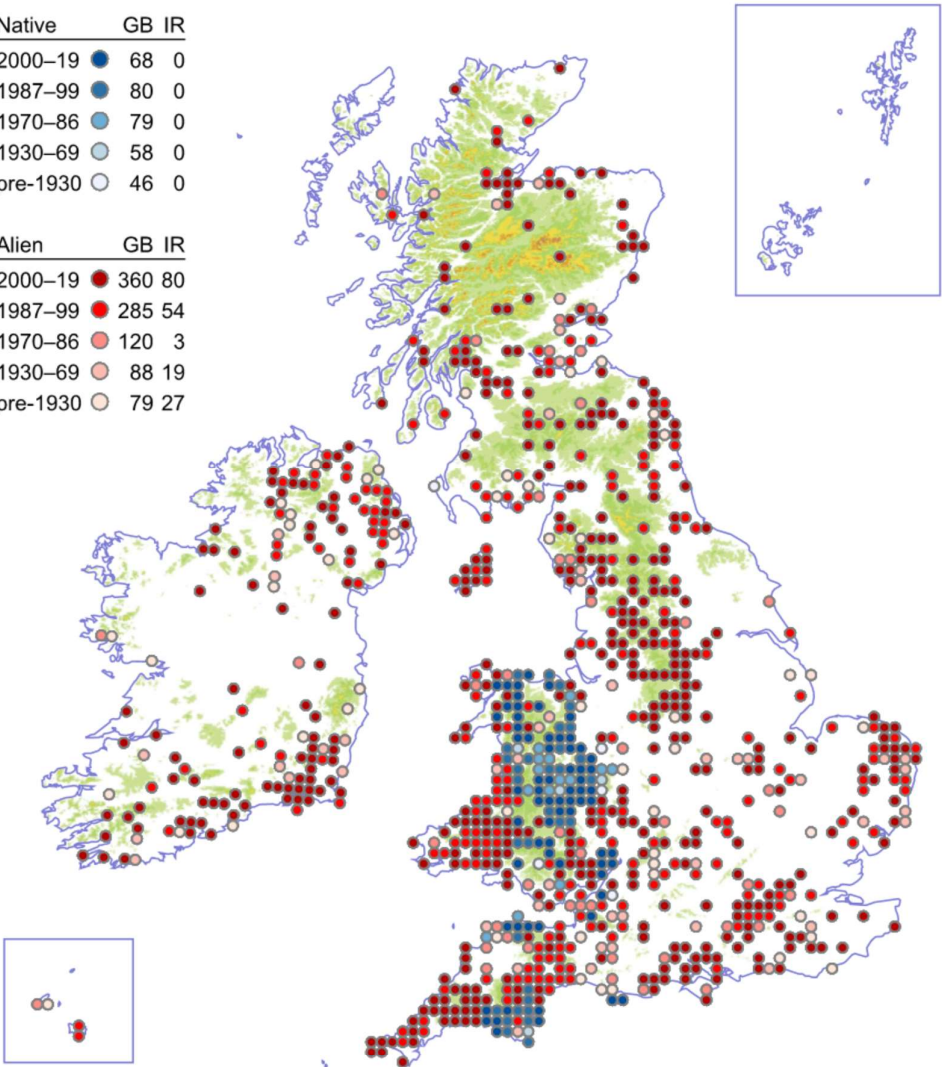 Native GB IR
2000–19 68 0
1987–99 80 0
1970–86 79 0
1930–69 58 0
ore-1930 46 0
Alien GB IR
2000–19 360 80
1987–99 285 54
1970–86 120 3
1930–69 88 19
ore-1930 79 27